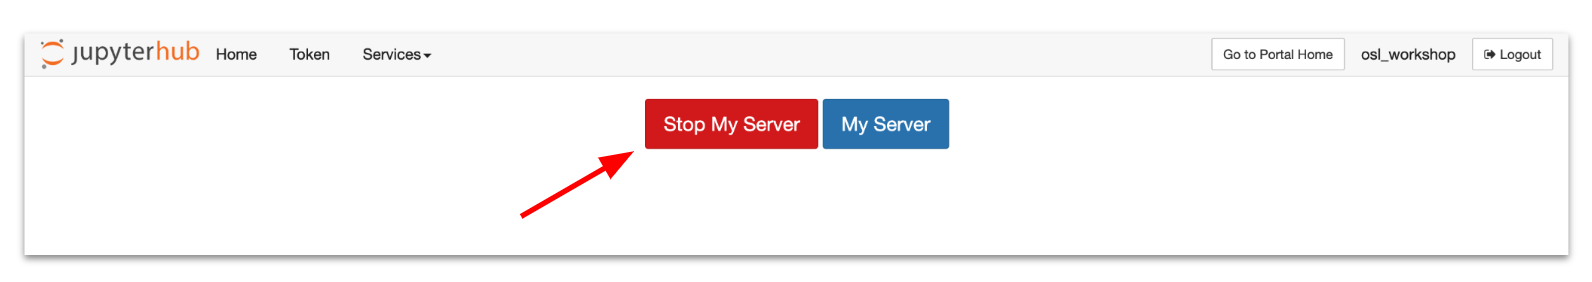 jupyterhub Home Token Services Go to Portal Home osl_workshop Logout
Stop My Server My Server